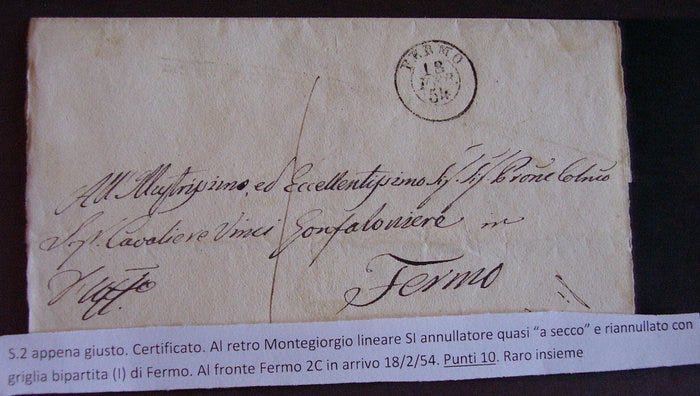 FERMO
18
FEB
54
All' Illustrissimo, ed Eccellentissimo Sig. Sig. Prone Colmo
Sig. Cavaliere Vinci Gonfaloniere in
Fermo
S.2 appena giusto. Certificato. Al retro Montegiorgio lineare SI annullatore quasi “a secco” e riannullato con
griglia bipartita (I) di Fermo. Al fronte Fermo 2C in arrivo 18/2/54. Punti 10. Raro insieme